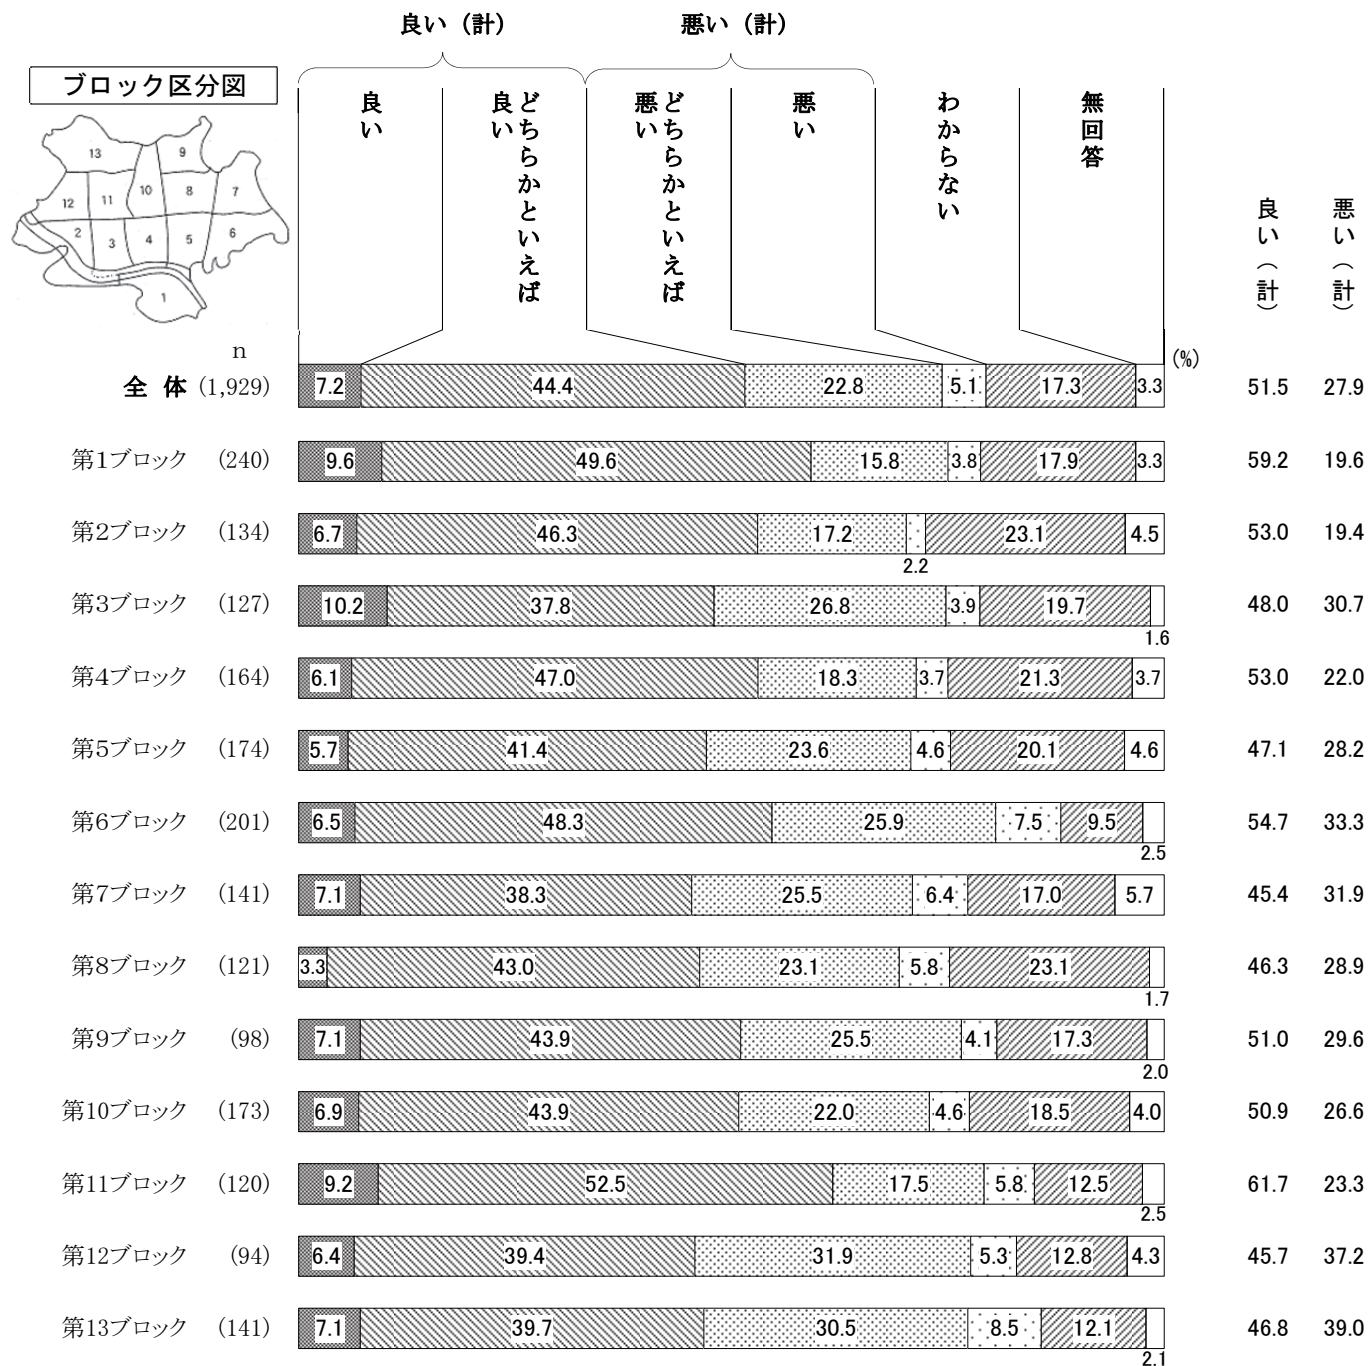 良い（計）　悪い（計）
ブロック区分図
良い
どちらかといえば
良い
どちらかといえば
悪い
悪い
わからない
無回答
良い（計）
悪い（計）
13 9
12 11 10 8 7
2 3 4 5 6
1
n
(%)
全 体 (1,929) 7.2 44.4 22.8 5.1 17.3 3.3 51.5 27.9
第1ブロック (240) 9.6 49.6 15.8 3.8 17.9 3.3 59.2 19.6
第2ブロック (134) 6.7 46.3 17.2 2.2 23.1 4.5 53.0 19.4
第3ブロック (127) 10.2 37.8 26.8 3.9 19.7 1.6 48.0 30.7
第4ブロック (164) 6.1 47.0 18.3 3.7 21.3 3.7 53.0 22.0
第5ブロック (174) 5.7 41.4 23.6 4.6 20.1 4.6 47.1 28.2
第6ブロック (201) 6.5 48.3 25.9 7.5 9.5 2.5 54.7 33.3
第7ブロック (141) 7.1 38.3 25.5 6.4 17.0 5.7 45.4 31.9
第8ブロック (121) 3.3 43.0 23.1 5.8 23.1 1.7 46.3 28.9
第9ブロック (98) 7.1 43.9 25.5 4.1 17.3 2.0 51.0 29.6
第10ブロック (173) 6.9 43.9 22.0 4.6 18.5 4.0 50.9 26.6
第11ブロック (120) 9.2 52.5 17.5 5.8 12.5 2.5 61.7 23.3
第12ブロック (94) 6.4 39.4 31.9 5.3 12.8 4.3 45.7 37.2
第13ブロック (141) 7.1 39.7 30.5 8.5 12.1 2.1 46.8 39.0